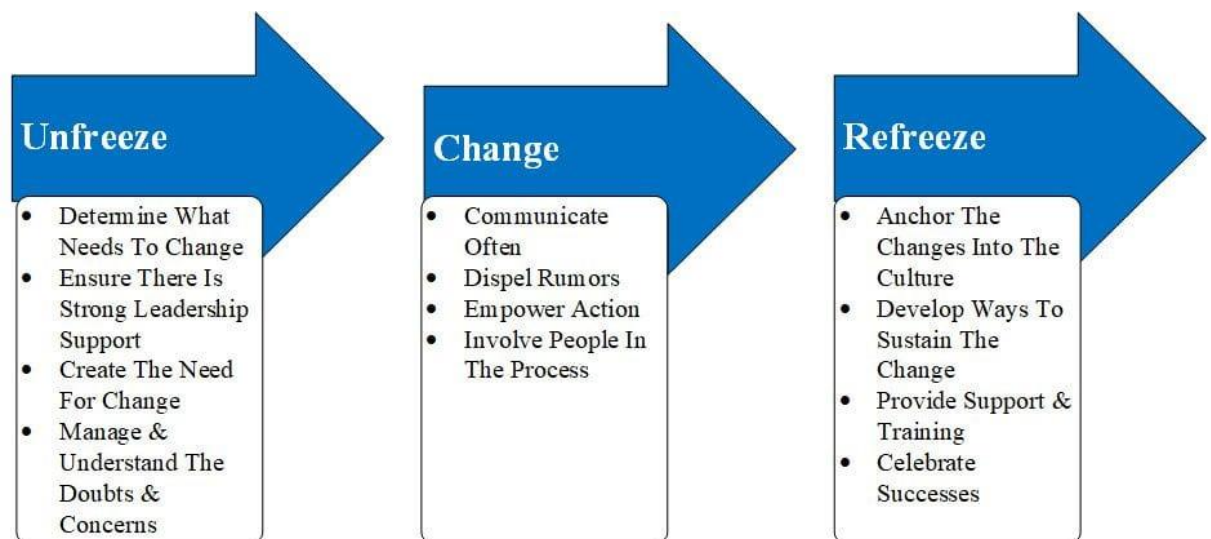 Unfreeze
• Determine What
Needs To Change
• Ensure There Is
Strong Leadership
Support
• Create The Need
For Change
• Manage &
Understand The
Doubts &
Concerns
Change
• Communicate
Often
• Dispel Rumors
• Empower Action
• Involve People In
The Process
Refreeze
• Anchor The
Changes Into The
Culture
• Develop Ways To
Sustain The
Change
• Provide Support &
Training
• Celebrate
Successes